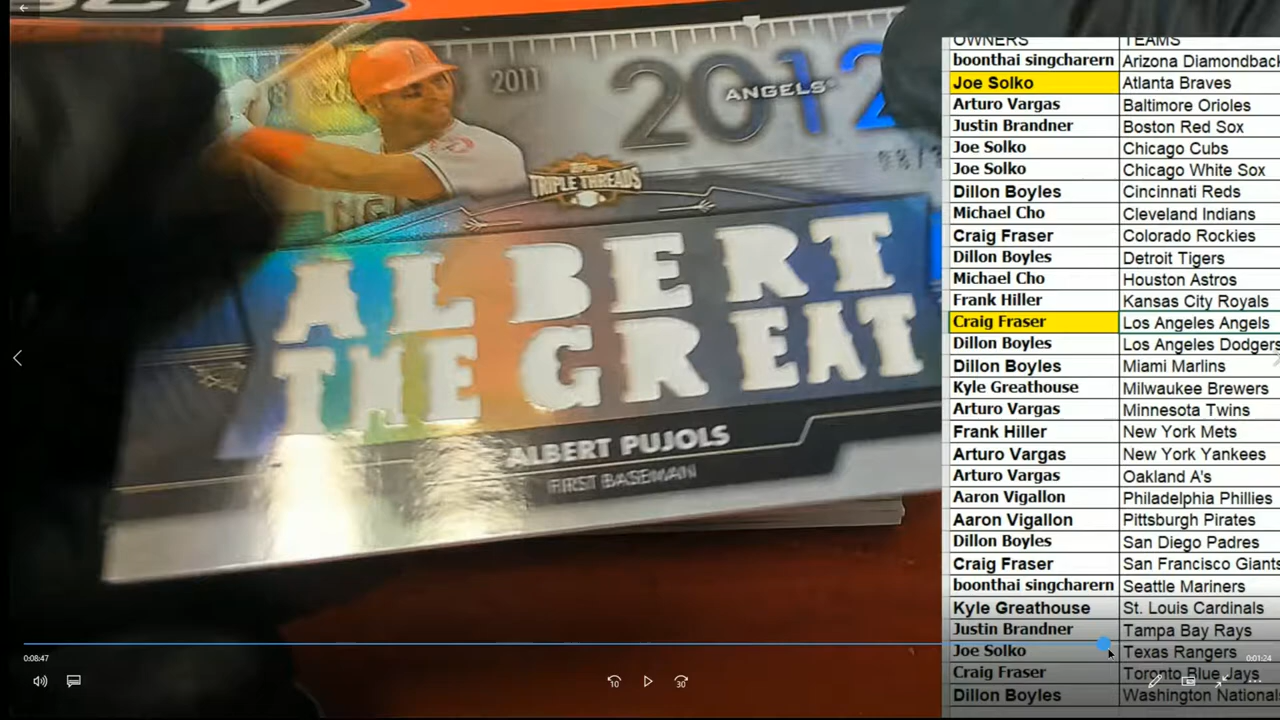 2011
2012
ANGELS
TOPPS
TRIPLE THREADS
ALBERT
THE GREAT
ALBERT PUJOLS
FIRST BASEMAN
OWNERS TEAMS
boonthai singcharern Arizona Diamondback
Joe Solko Atlanta Braves
Arturo Vargas Baltimore Orioles
Justin Brandner Boston Red Sox
Joe Solko Chicago Cubs
Joe Solko Chicago White Sox
Dillon Boyles Cincinnati Reds
Michael Cho Cleveland Indians
Craig Fraser Colorado Rockies
Dillon Boyles Detroit Tigers
Michael Cho Houston Astros
Frank Hiller Kansas City Royals
Craig Fraser Los Angeles Angels
Dillon Boyles Los Angeles Dodgers
Dillon Boyles Miami Marlins
Kyle Greathouse Milwaukee Brewers
Arturo Vargas Minnesota Twins
Frank Hiller New York Mets
Arturo Vargas New York Yankees
Arturo Vargas Oakland A's
Aaron Vigallon Philadelphia Phillies
Aaron Vigallon Pittsburgh Pirates
Dillon Boyles San Diego Padres
Craig Fraser San Francisco Giants
boonthai singcharern Seattle Mariners
Kyle Greathouse St. Louis Cardinals
Justin Brandner Tampa Bay Rays
Joe Solko Texas Rangers
Craig Fraser Toronto Blue Jays
Dillon Boyles Washington National
0:08:47
0:01:24
10
30